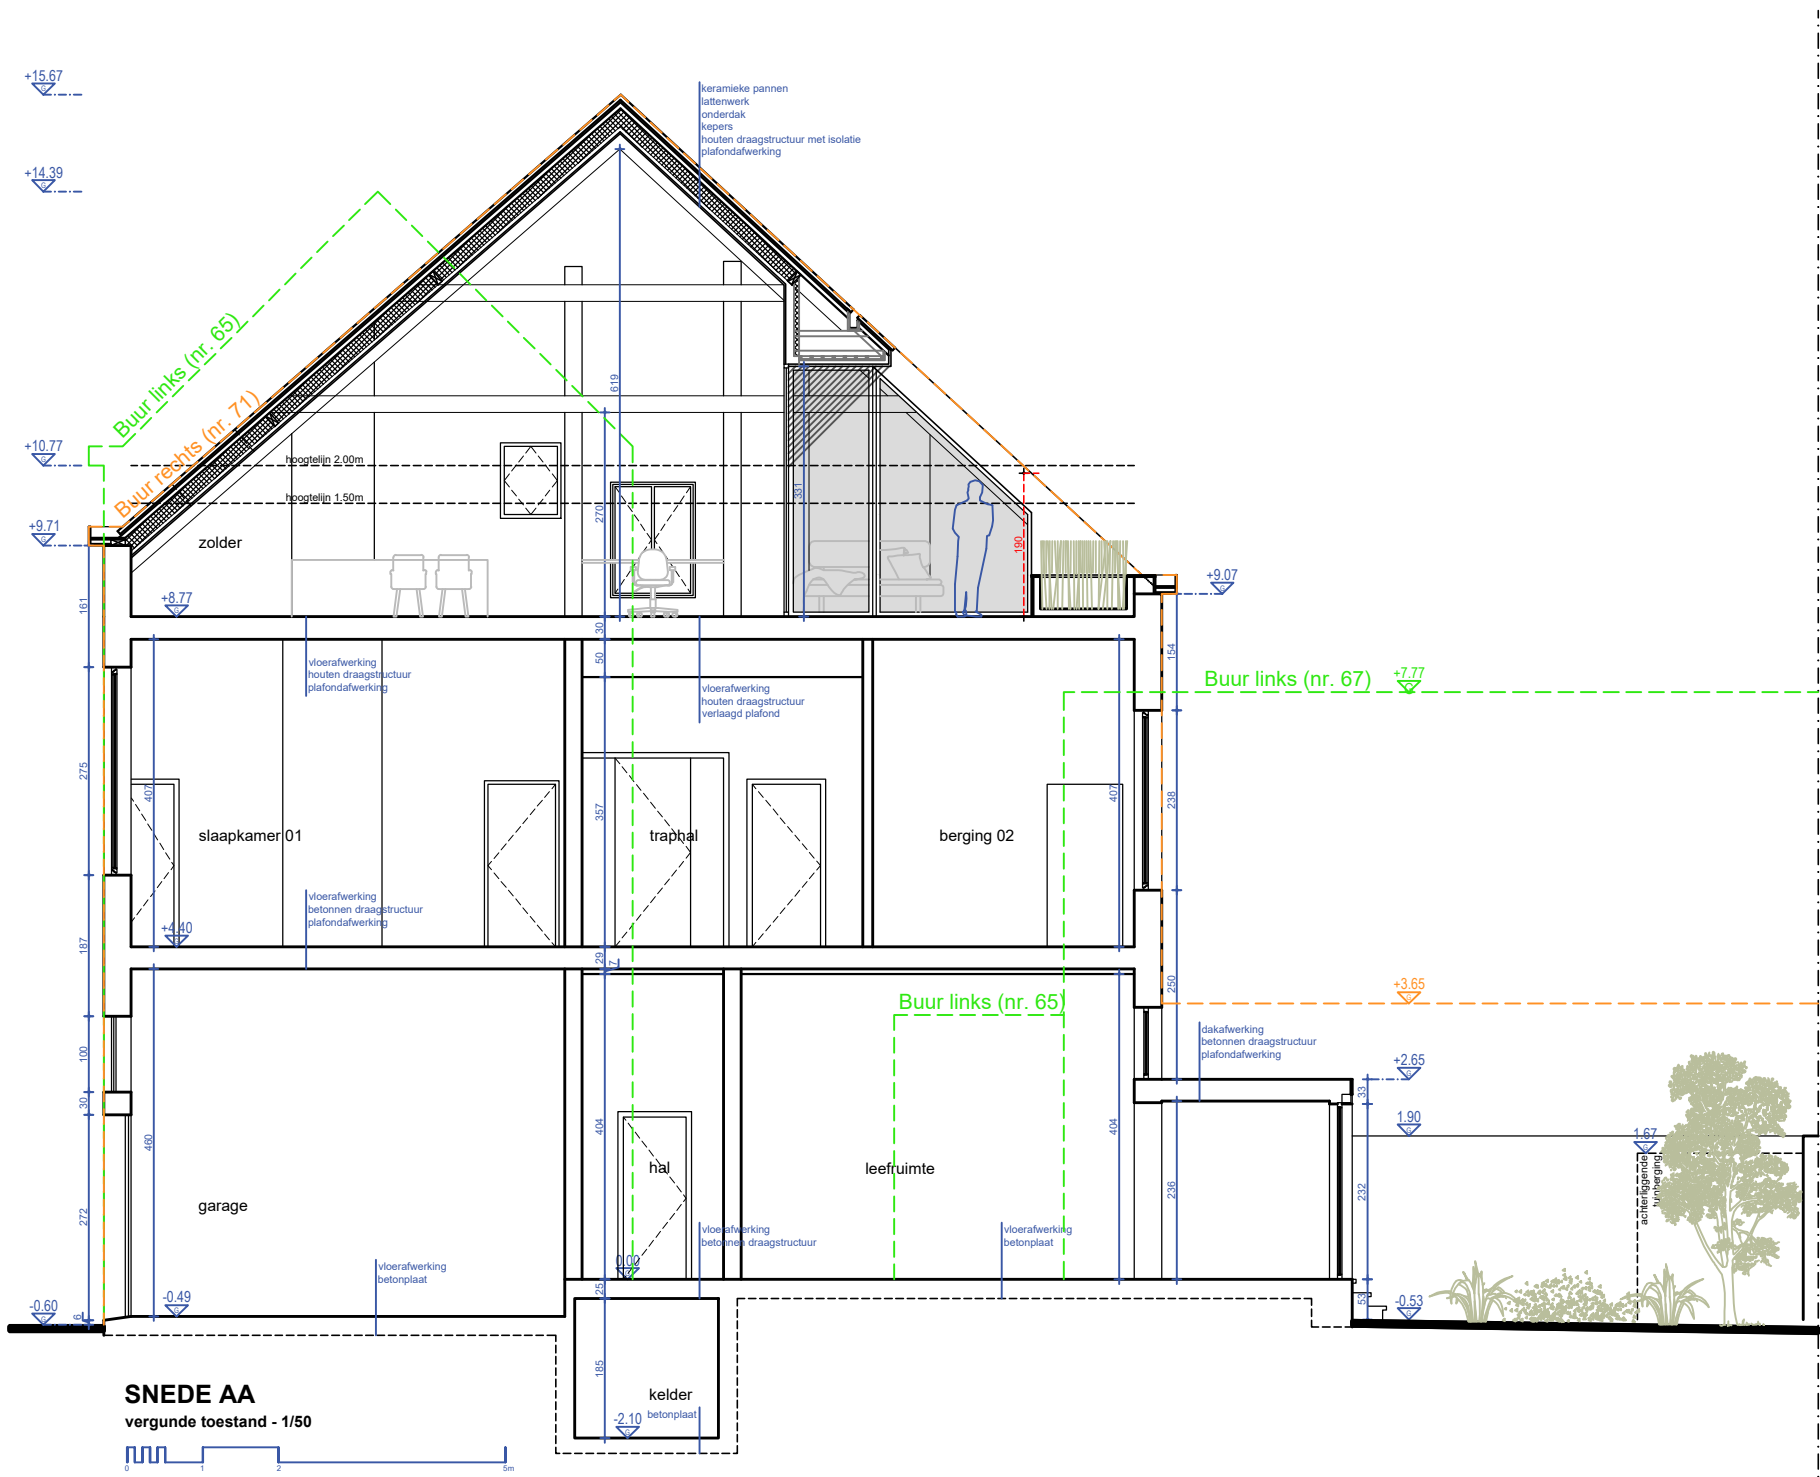 +15.67
keramieke pannen
lattenwerk
onderdak
kepers
houten draagstructuur met isolatie
plafondafwerking
+14.39
Buur links (nr. 65)
Buur rechts (nr. 71)
619
+10.77
hoogtelijn 2.00m
hoogtelijn 1.50m
331
270
+9.71
zolder
190
+8.77
+9.07
161
30
50
154
vloerafwerking
houten draagstructuur
plafondafwerking
vloerafwerking
houten draagstructuur
verlaagd plafond
Buur links (nr. 67)
+7.77
275
407
357
407
238
slaapkamer 01
traphal
berging 02
vloerafwerking
betonnen draagstructuur
plafondafwerking
+4.40
187
29
7
250
+3.65
Buur links (nr. 65)
dakafwerking
betonnen draagstructuur
plafondafwerking
100
+2.65
30
33
1.90
460
404
404
1.67
hal
leefruimte
236
232
achterliggende
tuinberging
garage
272
vloerafwerking
betonnen draagstructuur
vloerafwerking
betonplaat
vloerafwerking
betonplaat
0.00
25
-0.60
6
-0.49
53
-0.53
185
kelder
betonplaat
-2.10
SNEDE AA
vergunde toestand - 1/50
0
1
2
5m